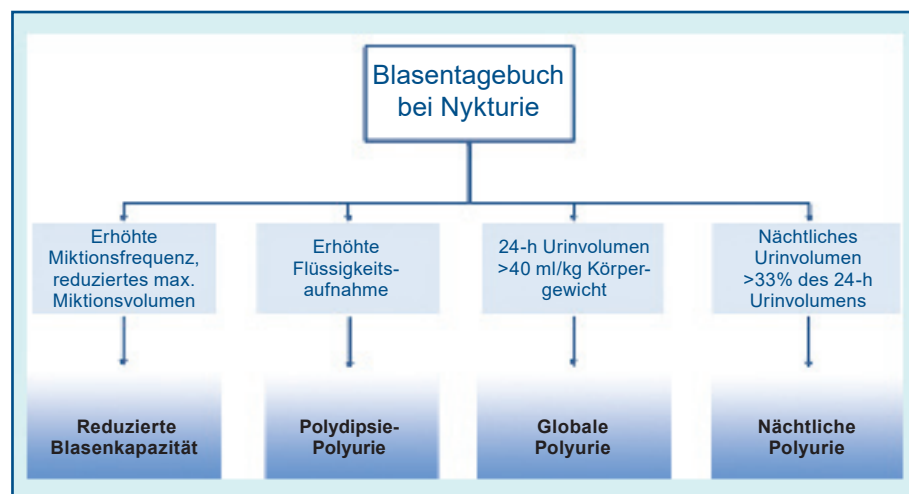 Blasentagebuch
bei Nykturie
Erhöhte
Miktionsfrequenz,
reduziertes max.
Miktionsvolumen
Erhöhte
Flüssigkeits-
aufnahme
24-h Urinvolumen
>40 ml/kg Körper-
gewicht
Nächtliches
Urinvolumen
>33% des 24-h
Urinvolumens
Reduzierte
Blasenkapazität
Polydipsie-
Polyurie
Globale
Polyurie
Nächtliche
Polyurie